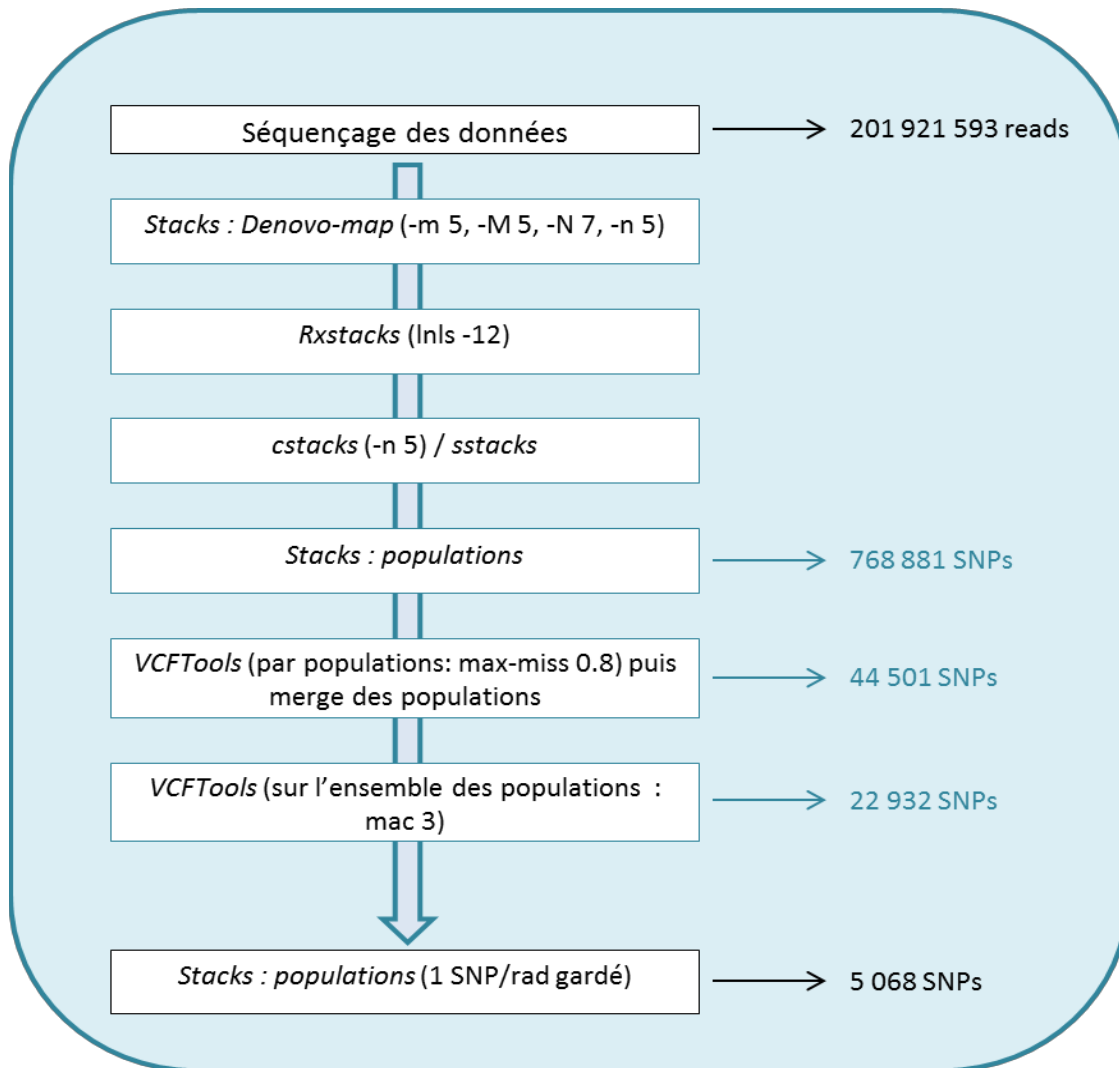 Séquençage des données
201 921 593 reads
Stacks : Denovo-map (-m 5, -M 5, -N 7, -n 5)
Rxstacks (lnls -12)
cstacks (-n 5) / sstacks
Stacks : populations
768 881 SNPs
VCFTools (par populations: max-miss 0.8) puis
merge des populations
44 501 SNPs
VCFTools (sur l’ensemble des populations :
mac 3)
22 932 SNPs
Stacks : populations (1 SNP/rad gardé)
5 068 SNPs